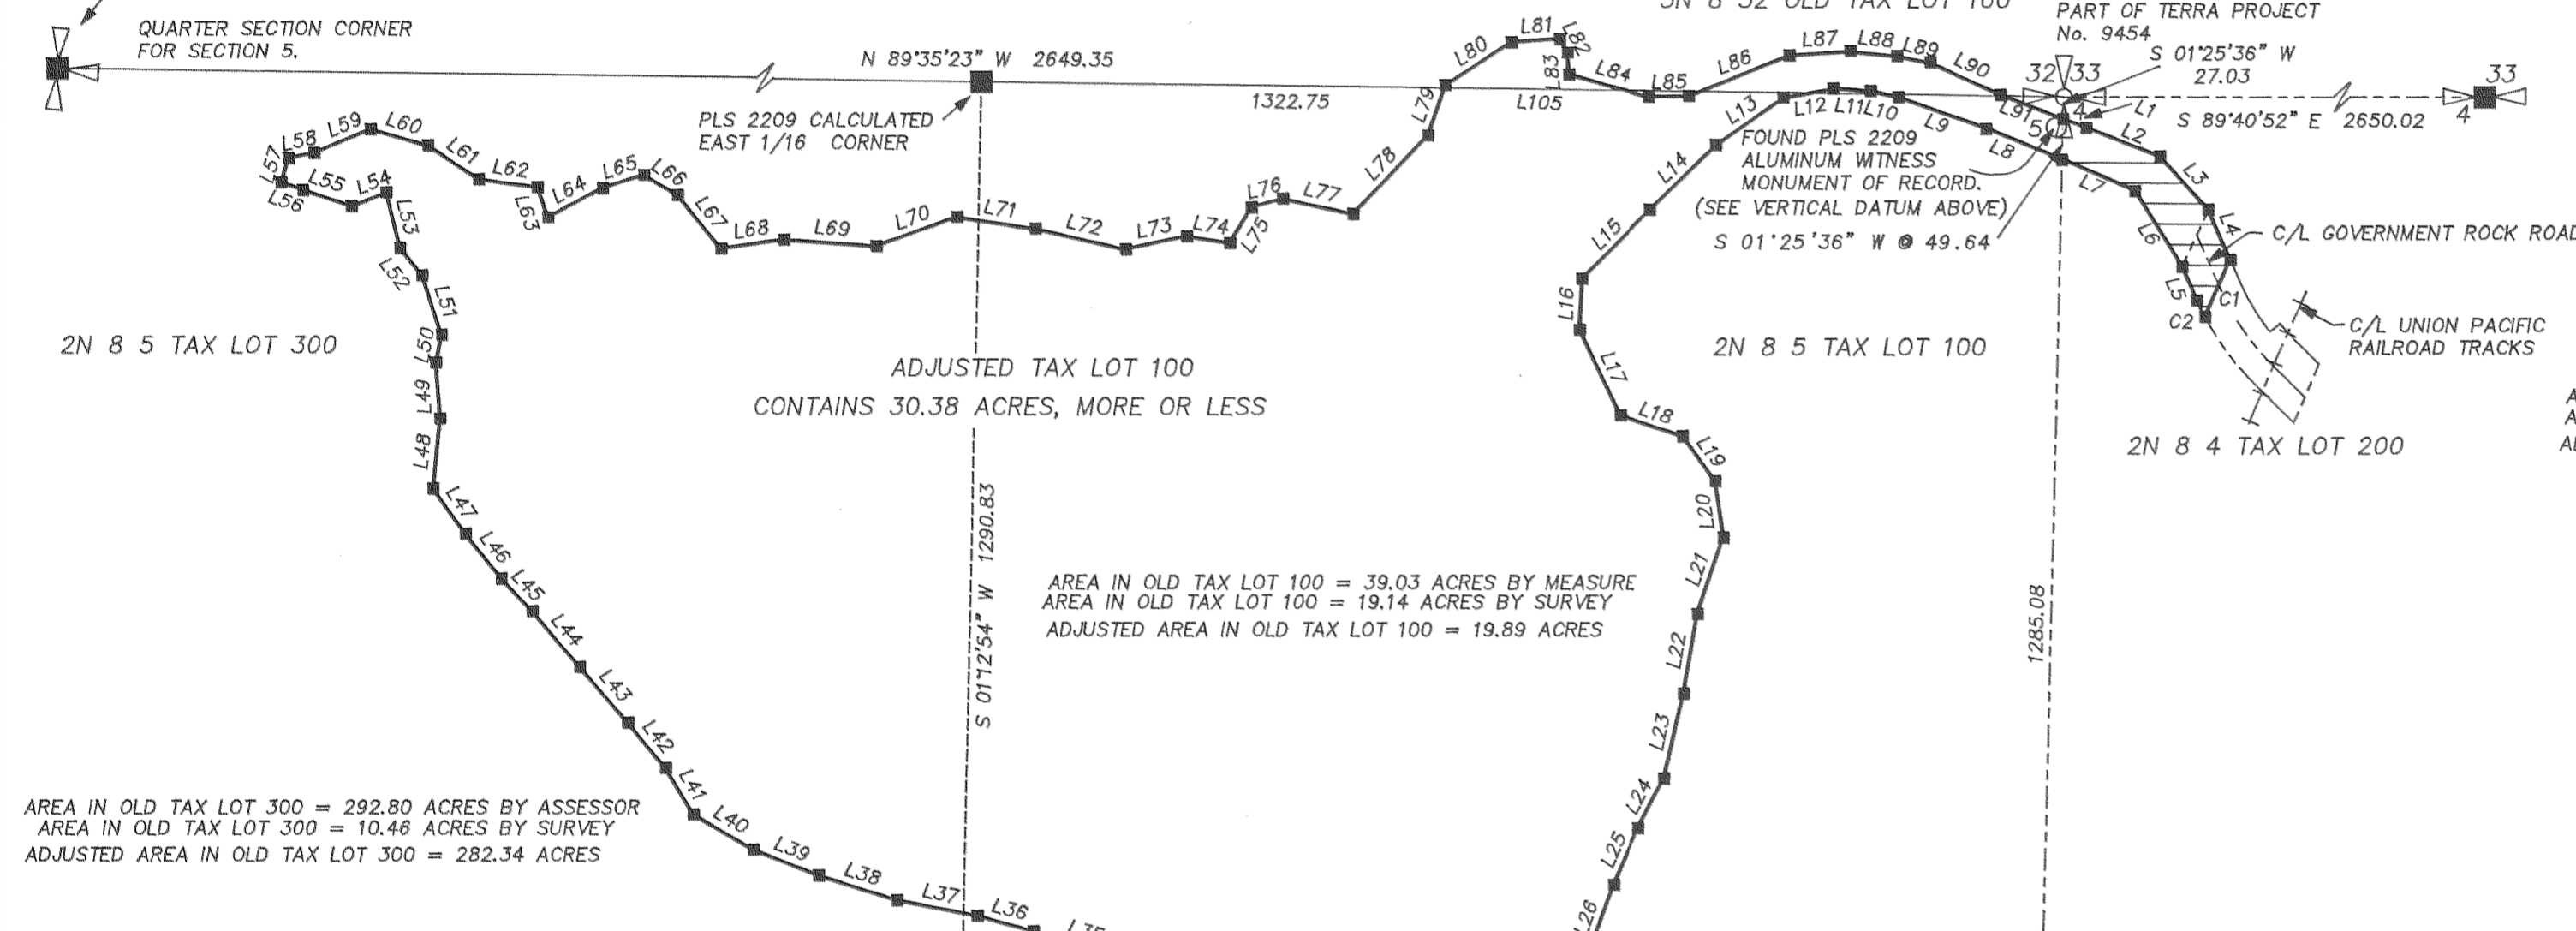 5N 8 32 OLD TAX LOT 100
PART OF TERRA PROJECT
No. 9454
S 01°25'36" W
27.03
QUARTER SECTION CORNER
FOR SECTION 5.
N 89°35'23" W 2649.35
PLS 2209 CALCULATED
EAST 1/16 CORNER
1322.75
L105
L79
L80
L81
L82
L83
L84
L85
L86
L87
L88
L89
L90
L91
32
33
5
4
L1
S 89°40'52" E 2650.02
33
4
L2
L3
L4
L5
L6
L7
L8
L9
L10
L11
L12
L13
L14
L15
L16
L17
L18
L19
L20
L21
L22
L23
L24
L25
L26
C1
C2
FOUND PLS 2209
ALUMINUM WITNESS
MONUMENT OF RECORD.
(SEE VERTICAL DATUM ABOVE)
S 01°25'36" W @ 49.64
C/L GOVERNMENT ROCK ROAD
C/L UNION PACIFIC
RAILROAD TRACKS
2N 8 4 TAX LOT 200
2N 8 5 TAX LOT 100
1285.08
L78
L77
L76
L75
L74
L73
L72
L71
L70
L69
L68
L67
L66
L65
L64
L63
L62
L61
L60
L59
L58
L57
L56
L55
L54
L53
L52
L51
L50
L49
L48
L47
L46
L45
L44
L43
L42
L41
L40
L39
L38
L37
L36
L35
2N 8 5 TAX LOT 300
ADJUSTED TAX LOT 100
CONTAINS 30.38 ACRES, MORE OR LESS
S 01°12'54" W 1290.83
AREA IN OLD TAX LOT 100 = 39.03 ACRES BY MEASURE
AREA IN OLD TAX LOT 100 = 19.14 ACRES BY SURVEY
ADJUSTED AREA IN OLD TAX LOT 100 = 19.89 ACRES
AREA IN OLD TAX LOT 300 = 292.80 ACRES BY ASSESSOR
AREA IN OLD TAX LOT 300 = 10.46 ACRES BY SURVEY
ADJUSTED AREA IN OLD TAX LOT 300 = 282.34 ACRES